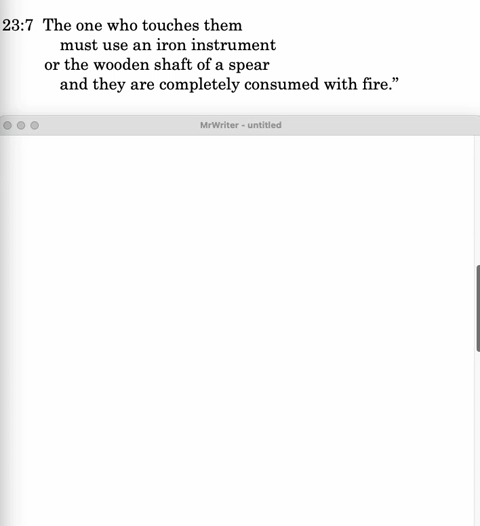 23:7 The one who touches them
must use an iron instrument
or the wooden shaft of a spear
and they are completely consumed with fire.”
MrWriter - untitled